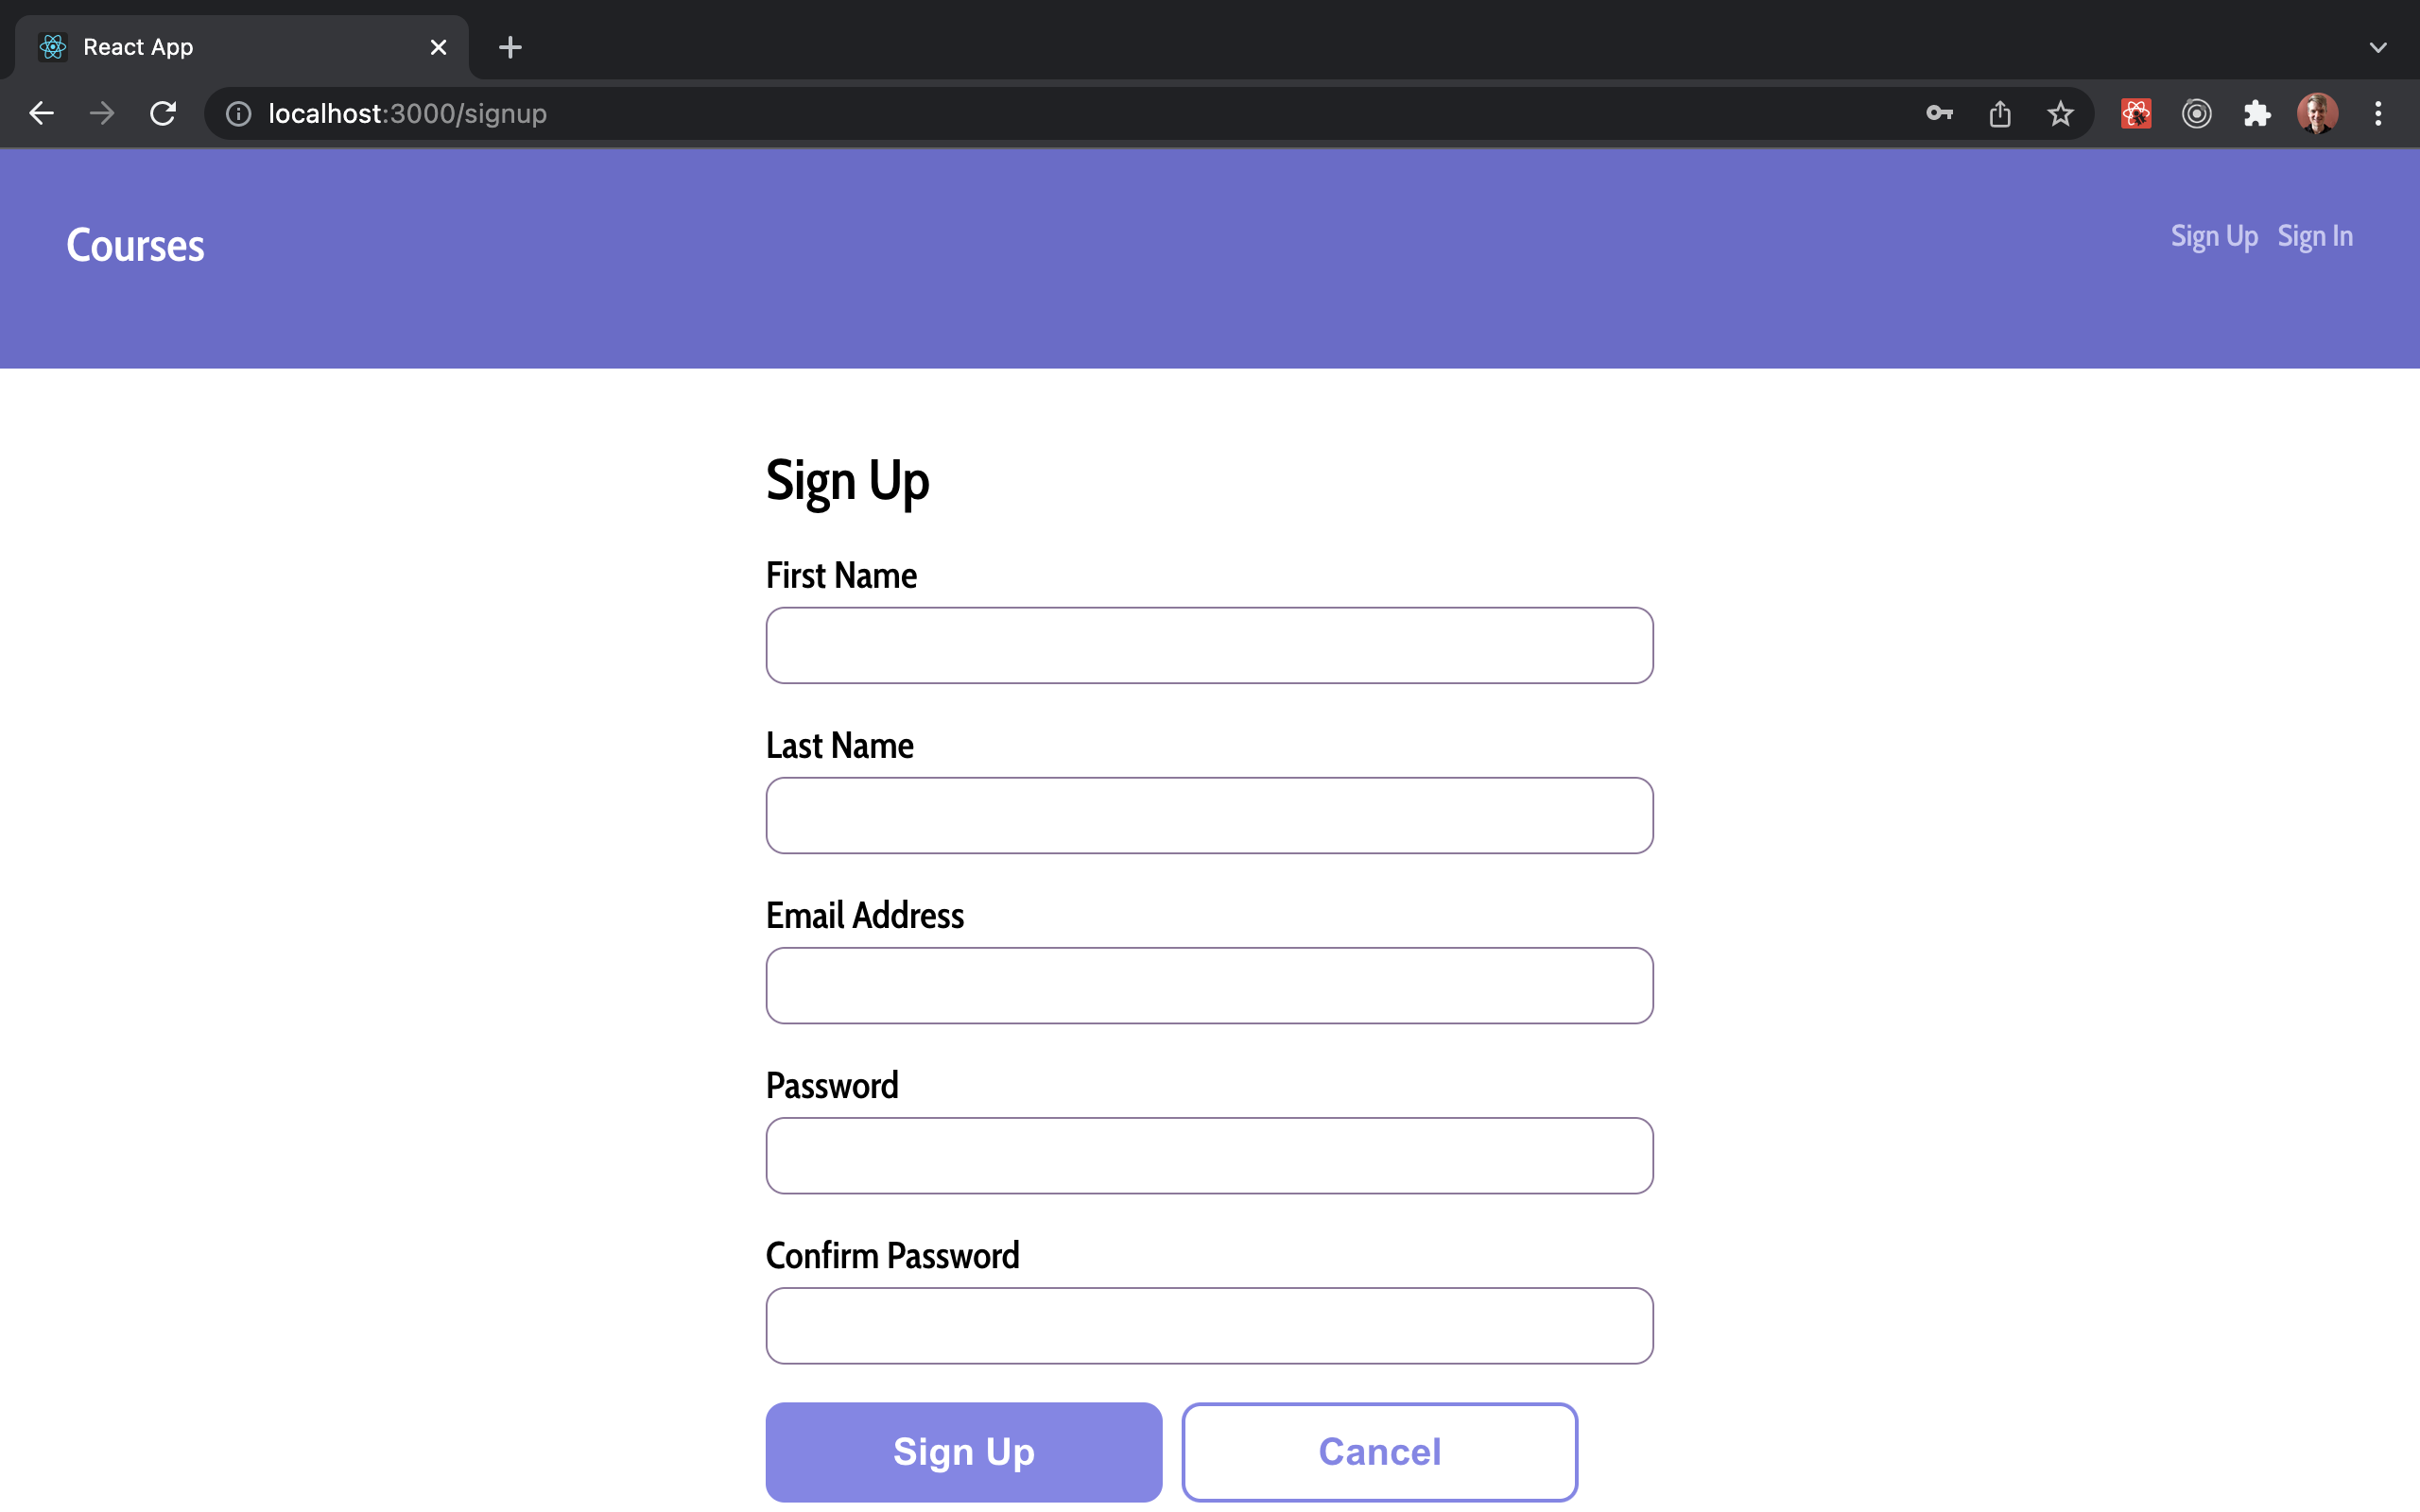 React App
localhost:3000/signup
Courses
Sign Up Sign In
Sign Up
First Name
Last Name
Email Address
Password
Confirm Password
Sign Up Cancel